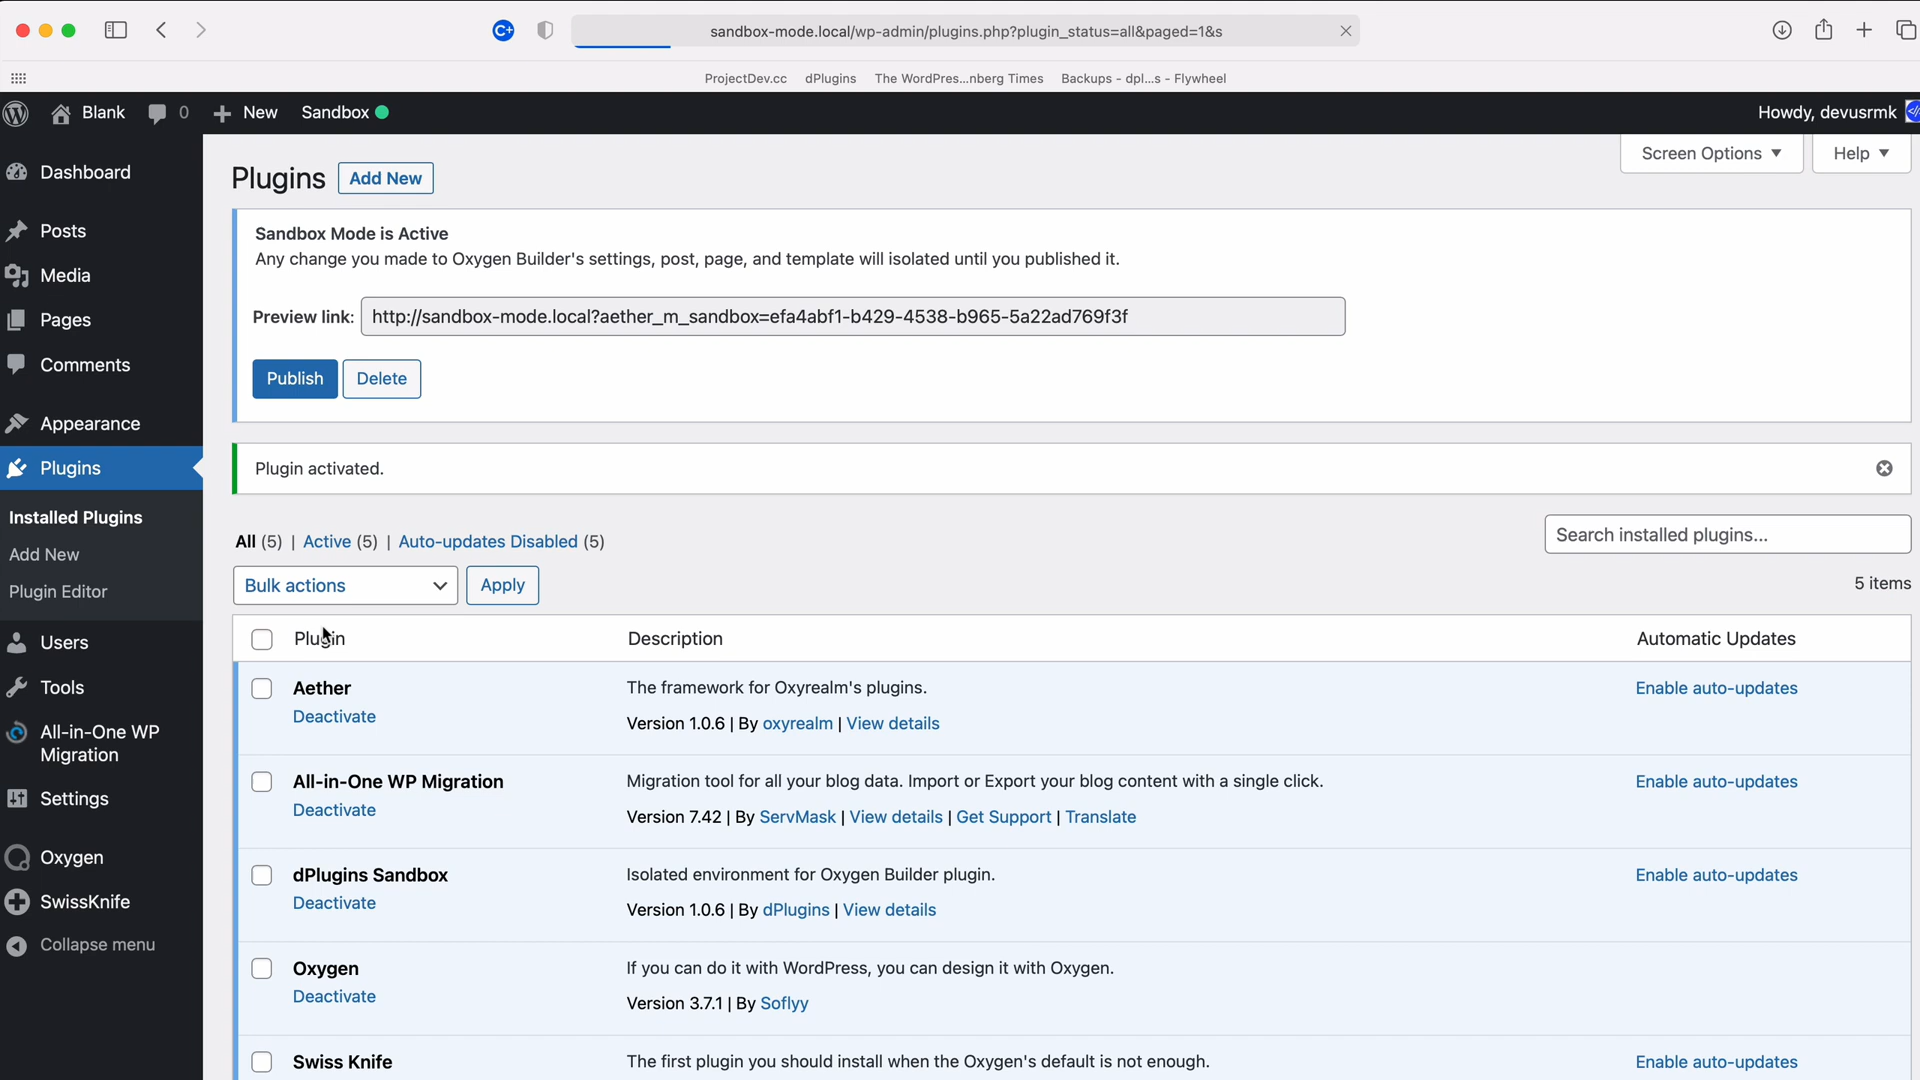 sandbox-mode.local/wp-admin/plugins.php?plugin_status=all&paged=1&s
ProjectDev.cc dPlugins The WordPres...nberg Times Backups - dpl...s - Flywheel
Blank 0 New Sandbox Howdy, devusrmk
Screen Options Help
Dashboard
Posts
Media
Pages
Comments
Appearance
Plugins
Installed Plugins
Add New
Plugin Editor
Users
Tools
All-in-One WP
Migration
Settings
Oxygen
SwissKnife
Collapse menu
Plugins Add New
Sandbox Mode is Active
Any change you made to Oxygen Builder's settings, post, page, and template will isolated until you published it.
Preview link: http://sandbox-mode.local?aether_m_sandbox=efa4abf1-b429-4538-b965-5a22ad769f3f
Publish Delete
Plugin activated.
All (5) | Active (5) | Auto-updates Disabled (5)
Search installed plugins...
Bulk actions Apply
5 items
Plugin Description Automatic Updates
Aether The framework for Oxyrealm's plugins. Enable auto-updates
Deactivate
Version 1.0.6 | By oxyrealm | View details
All-in-One WP Migration Migration tool for all your blog data. Import or Export your blog content with a single click. Enable auto-updates
Deactivate
Version 7.42 | By ServMask | View details | Get Support | Translate
dPlugins Sandbox Isolated environment for Oxygen Builder plugin. Enable auto-updates
Deactivate
Version 1.0.6 | By dPlugins | View details
Oxygen If you can do it with WordPress, you can design it with Oxygen.
Deactivate
Version 3.7.1 | By Soflyy
Swiss Knife The first plugin you should install when the Oxygen's default is not enough. Enable auto-updates